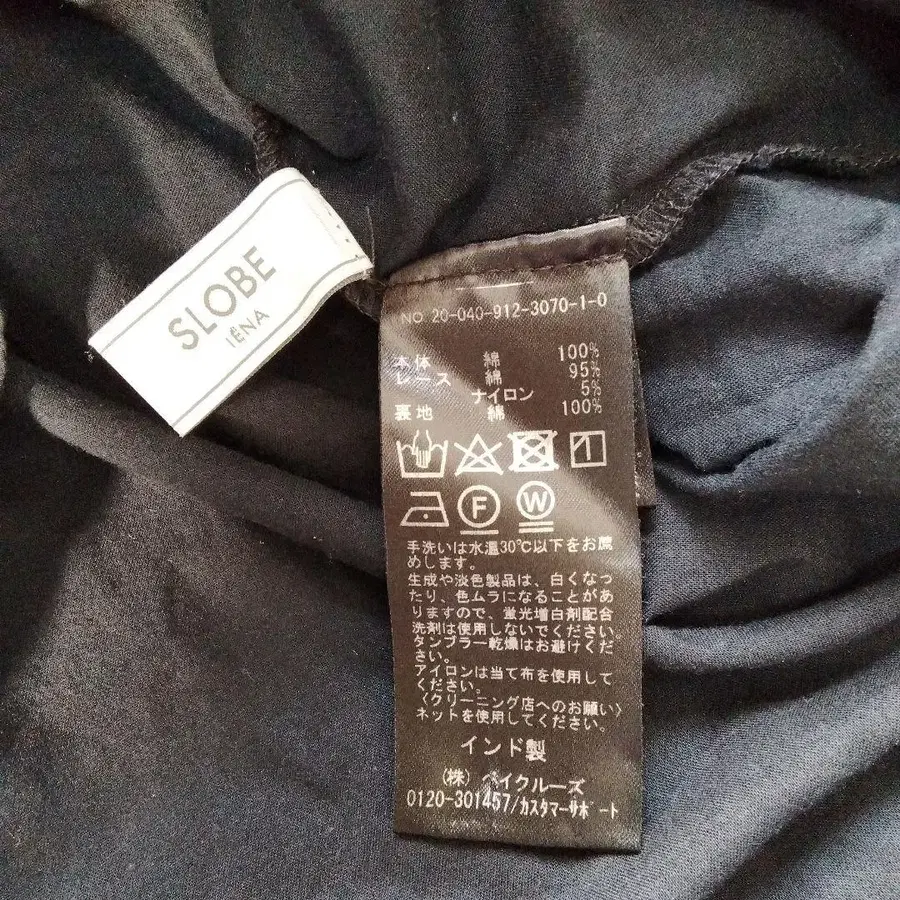 SLOBE
IENA
NO. 20-040-912-3070-1-0
本体 綿 100%
レース 綿 95%
ナイロン 5%
裏地 綿 100%
F W
手洗いは水温30℃以下をお薦
めします。
生成や淡色製品は、白くなっ
たり、色ムラになることがあ
りますので、蛍光増白剤配合
洗剤は使用しないでください。
タンブラー乾燥はお避けくだ
さい。
アイロンは当て布を使用して
ください。
〈クリーニング店へのお願い〉
ネットを使用してください。
インド製
(株) ベイクルーズ
0120-301457/カスタマーサポート